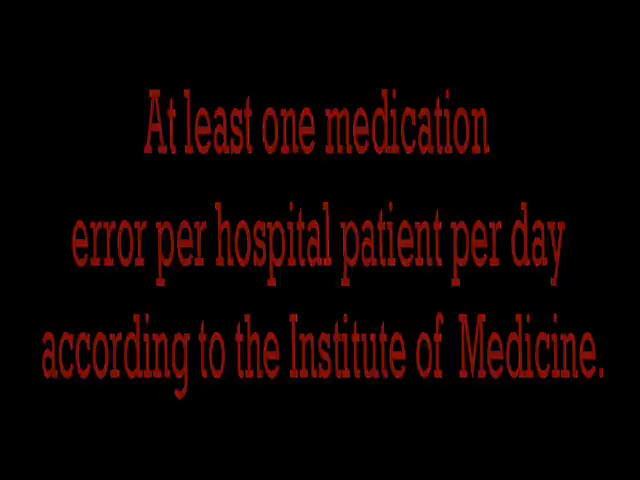 At least one medication
error per hospital patient per day
according to the Institute of Medicine.